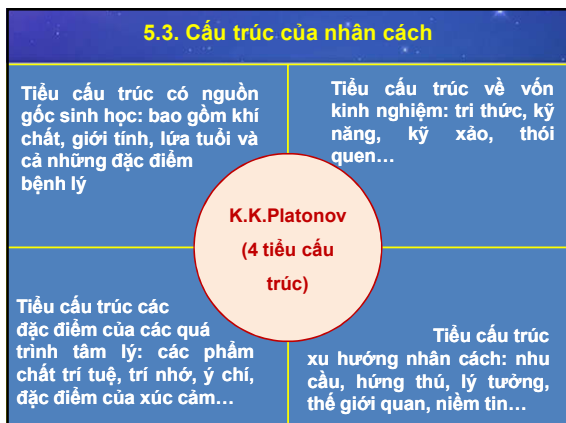 5.3. Cấu trúc của nhân cách
Tiểu cấu trúc có nguồn
gốc sinh học: bao gồm khí
chất, giới tính, lứa tuổi và
cả những đặc điểm
bệnh lý
Tiểu cấu trúc về vốn
kinh nghiệm: tri thức, kỹ
năng, kỹ xảo, thói
quen...
K.K.Platonov
(4 tiểu cấu
trúc)
Tiểu cấu trúc các
đặc điểm của các quá
trình tâm lý: các phẩm
chất trí tuệ, trí nhớ, ý chí,
đặc điểm của xúc cảm...
Tiểu cấu trúc
xu hướng nhân cách: nhu
cầu, hứng thú, lý tưởng,
thế giới quan, niềm tin...